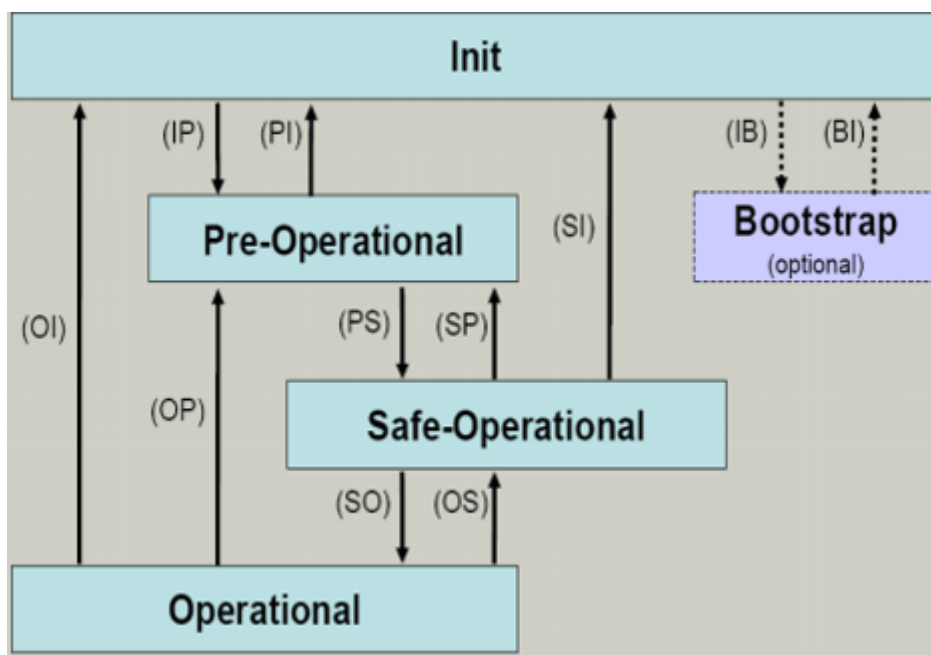 Init
(IP)
(PI)
(IB)
(BI)
Pre-Operational
(SI)
Bootstrap
(optional)
(OI)
(PS)
(SP)
(OP)
Safe-Operational
(SO)
(OS)
Operational